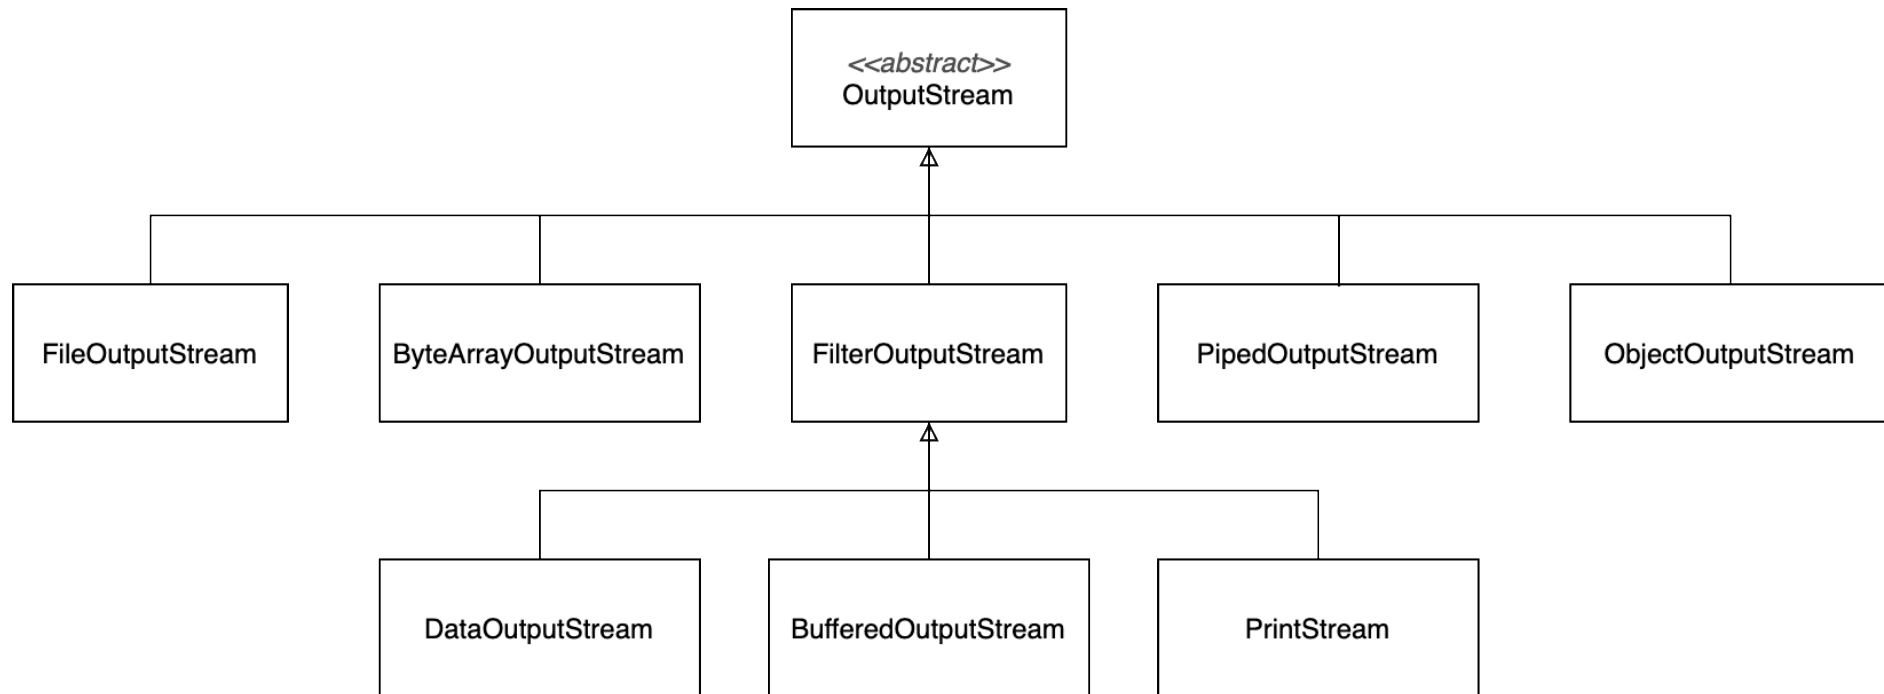 <<abstract>>
OutputStream
FileOutputStream
ByteArrayOutputStream
FilterOutputStream
PipedOutputStream
ObjectOutputStream
DataOutputStream
BufferedOutputStream
PrintStream